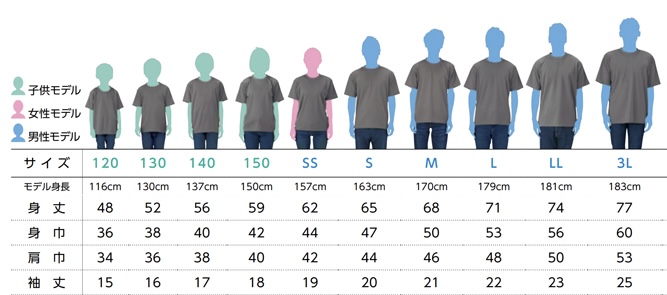 子供モデル
女性モデル
男性モデル
サイズ 120 130 140 150 SS S M L LL 3L
モデル身長 116cm 130cm 137cm 150cm 157cm 163cm 170cm 179cm 181cm 183cm
身丈 48 52 56 59 62 65 68 71 74 77
身巾 36 38 40 42 44 47 50 53 56 60
肩巾 34 36 38 40 42 44 46 48 50 53
袖丈 15 16 17 18 19 20 21 22 23 25